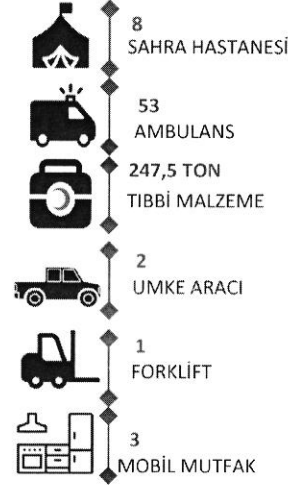 8
SAHRA HASTANESİ
53
AMBULANS
247,5 TON
TIBBİ MALZEME
2
UMKE ARACI
1
FORKLİFT
3
MOBİL MUTFAK